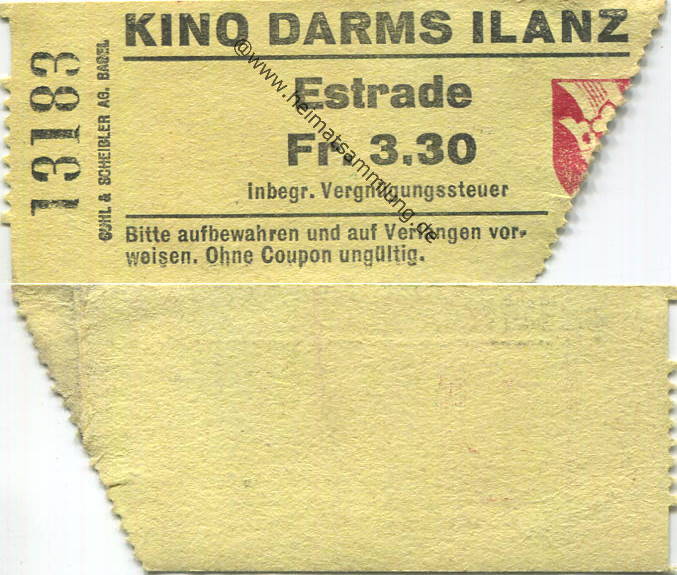 KINO DARMS ILANZ
Estrade
Fr. 3.30
inbegr. Vergnügungssteuer
Bitte aufbewahren und auf Verlangen vor-
weisen. Ohne Coupon ungültig.
13183
GUHL & SCHEIBLER AG. BASEL
@www.heimatsammlung.de